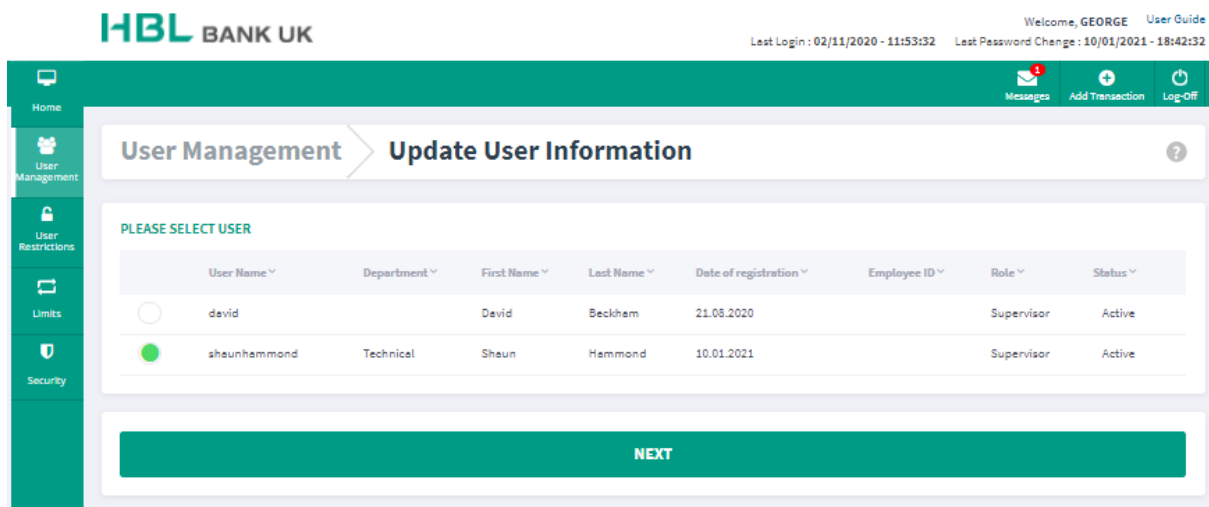 HBL BANK UK
Welcome, GEORGE User Guide
Last Login : 02/11/2020 - 11:53:32 Last Password Change : 10/01/2021 - 18:42:32
Home
1
Messages Add Transaction Log-Off
User Management
User Management Update User Information ?
User Restrictions
Limits
Security
PLEASE SELECT USER
User Name Department First Name Last Name Date of registration Employee ID Role Status
david David Beckham 21.08.2020 Supervisor Active
shaunhammond Technical Shaun Hammond 10.01.2021 Supervisor Active
NEXT